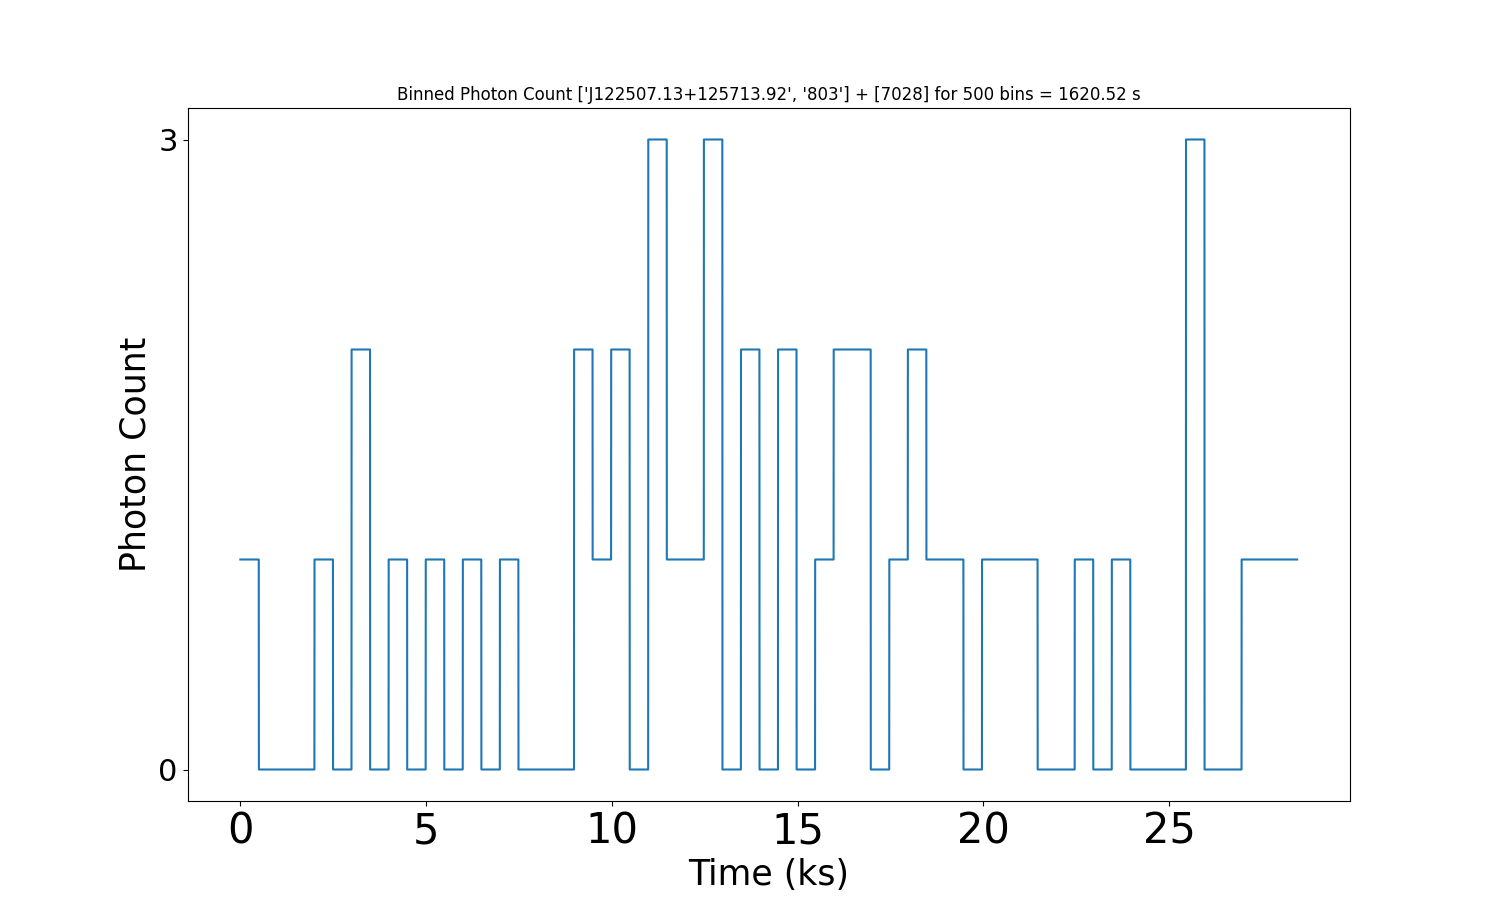 Binned Photon Count ['J122507.13+125713.92', '803'] + [7028] for 500 bins = 1620.52 s
3
Photon Count
0
0 5 10 15 20 25
Time (ks)